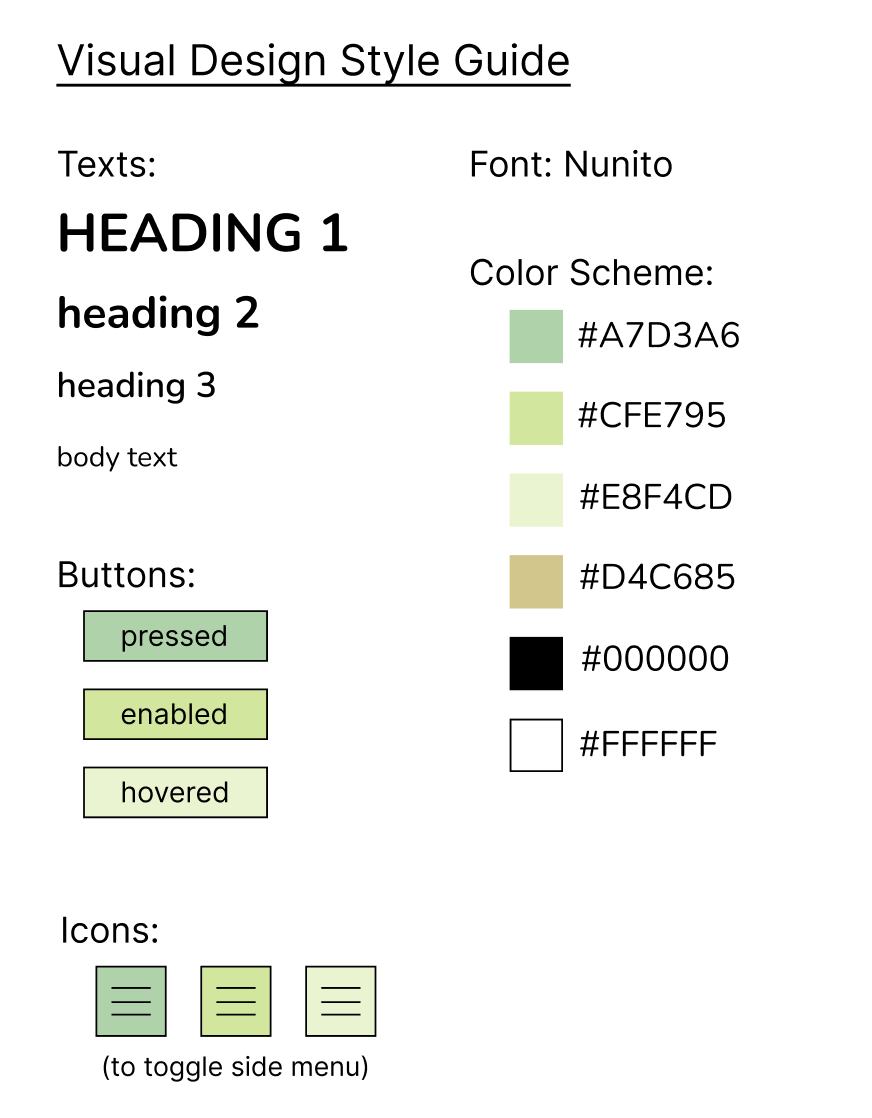 Visual Design Style Guide
Texts:
HEADING 1
heading 2
heading 3
body text
Buttons:
pressed
enabled
hovered
Icons:
(to toggle side menu)
Font: Nunito
Color Scheme:
#A7D3A6
#CFE795
#E8F4CD
#D4C685
#000000
#FFFFFF